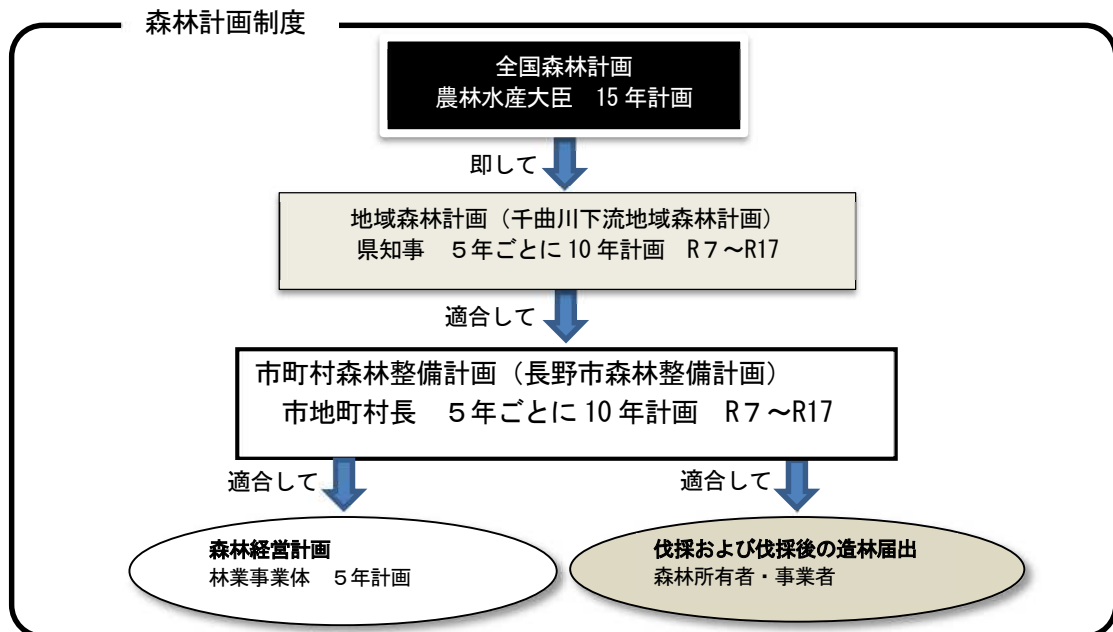 森林計画制度
全国森林計画
農林水産大臣 15年計画
即して
地域森林計画(千曲川下流地域森林計画)
県知事 5年ごとに10年計画 R7~R17
適合して
市町村森林整備計画(長野市森林整備計画)
市地町村長 5年ごとに10年計画 R7~R17
適合して
適合して
森林経営計画
林業事業体 5年計画
伐採および伐採後の造林届出
森林所有者・事業者